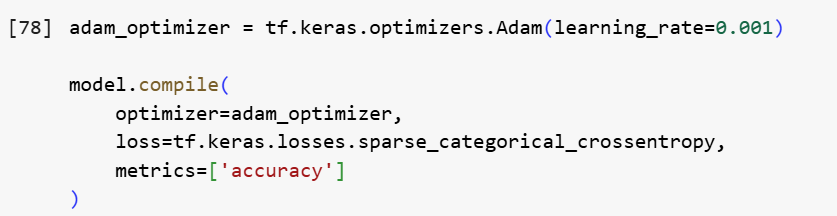 [78] adam_optimizer = tf.keras.optimizers.Adam(learning_rate=0.001)
model.compile(
optimizer=adam_optimizer,
loss=tf.keras.losses.sparse_categorical_crossentropy,
metrics=['accuracy']
)